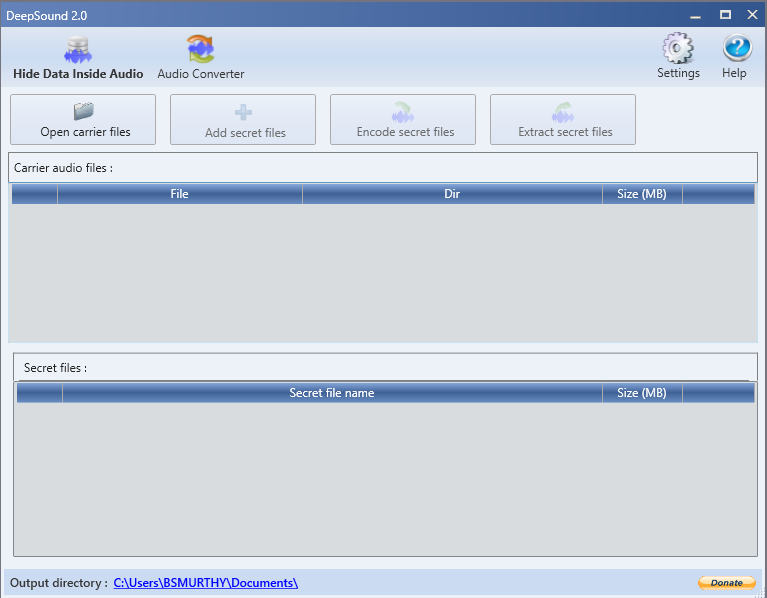 DeepSound 2.0
Hide Data Inside Audio
Audio Converter
Settings
Help
Open carrier files
Add secret files
Encode secret files
Extract secret files
Carrier audio files :
File Dir Size (MB)
Secret files :
Secret file name Size (MB)
Output directory : C:\Users\BSMURTHY\Documents\
Donate